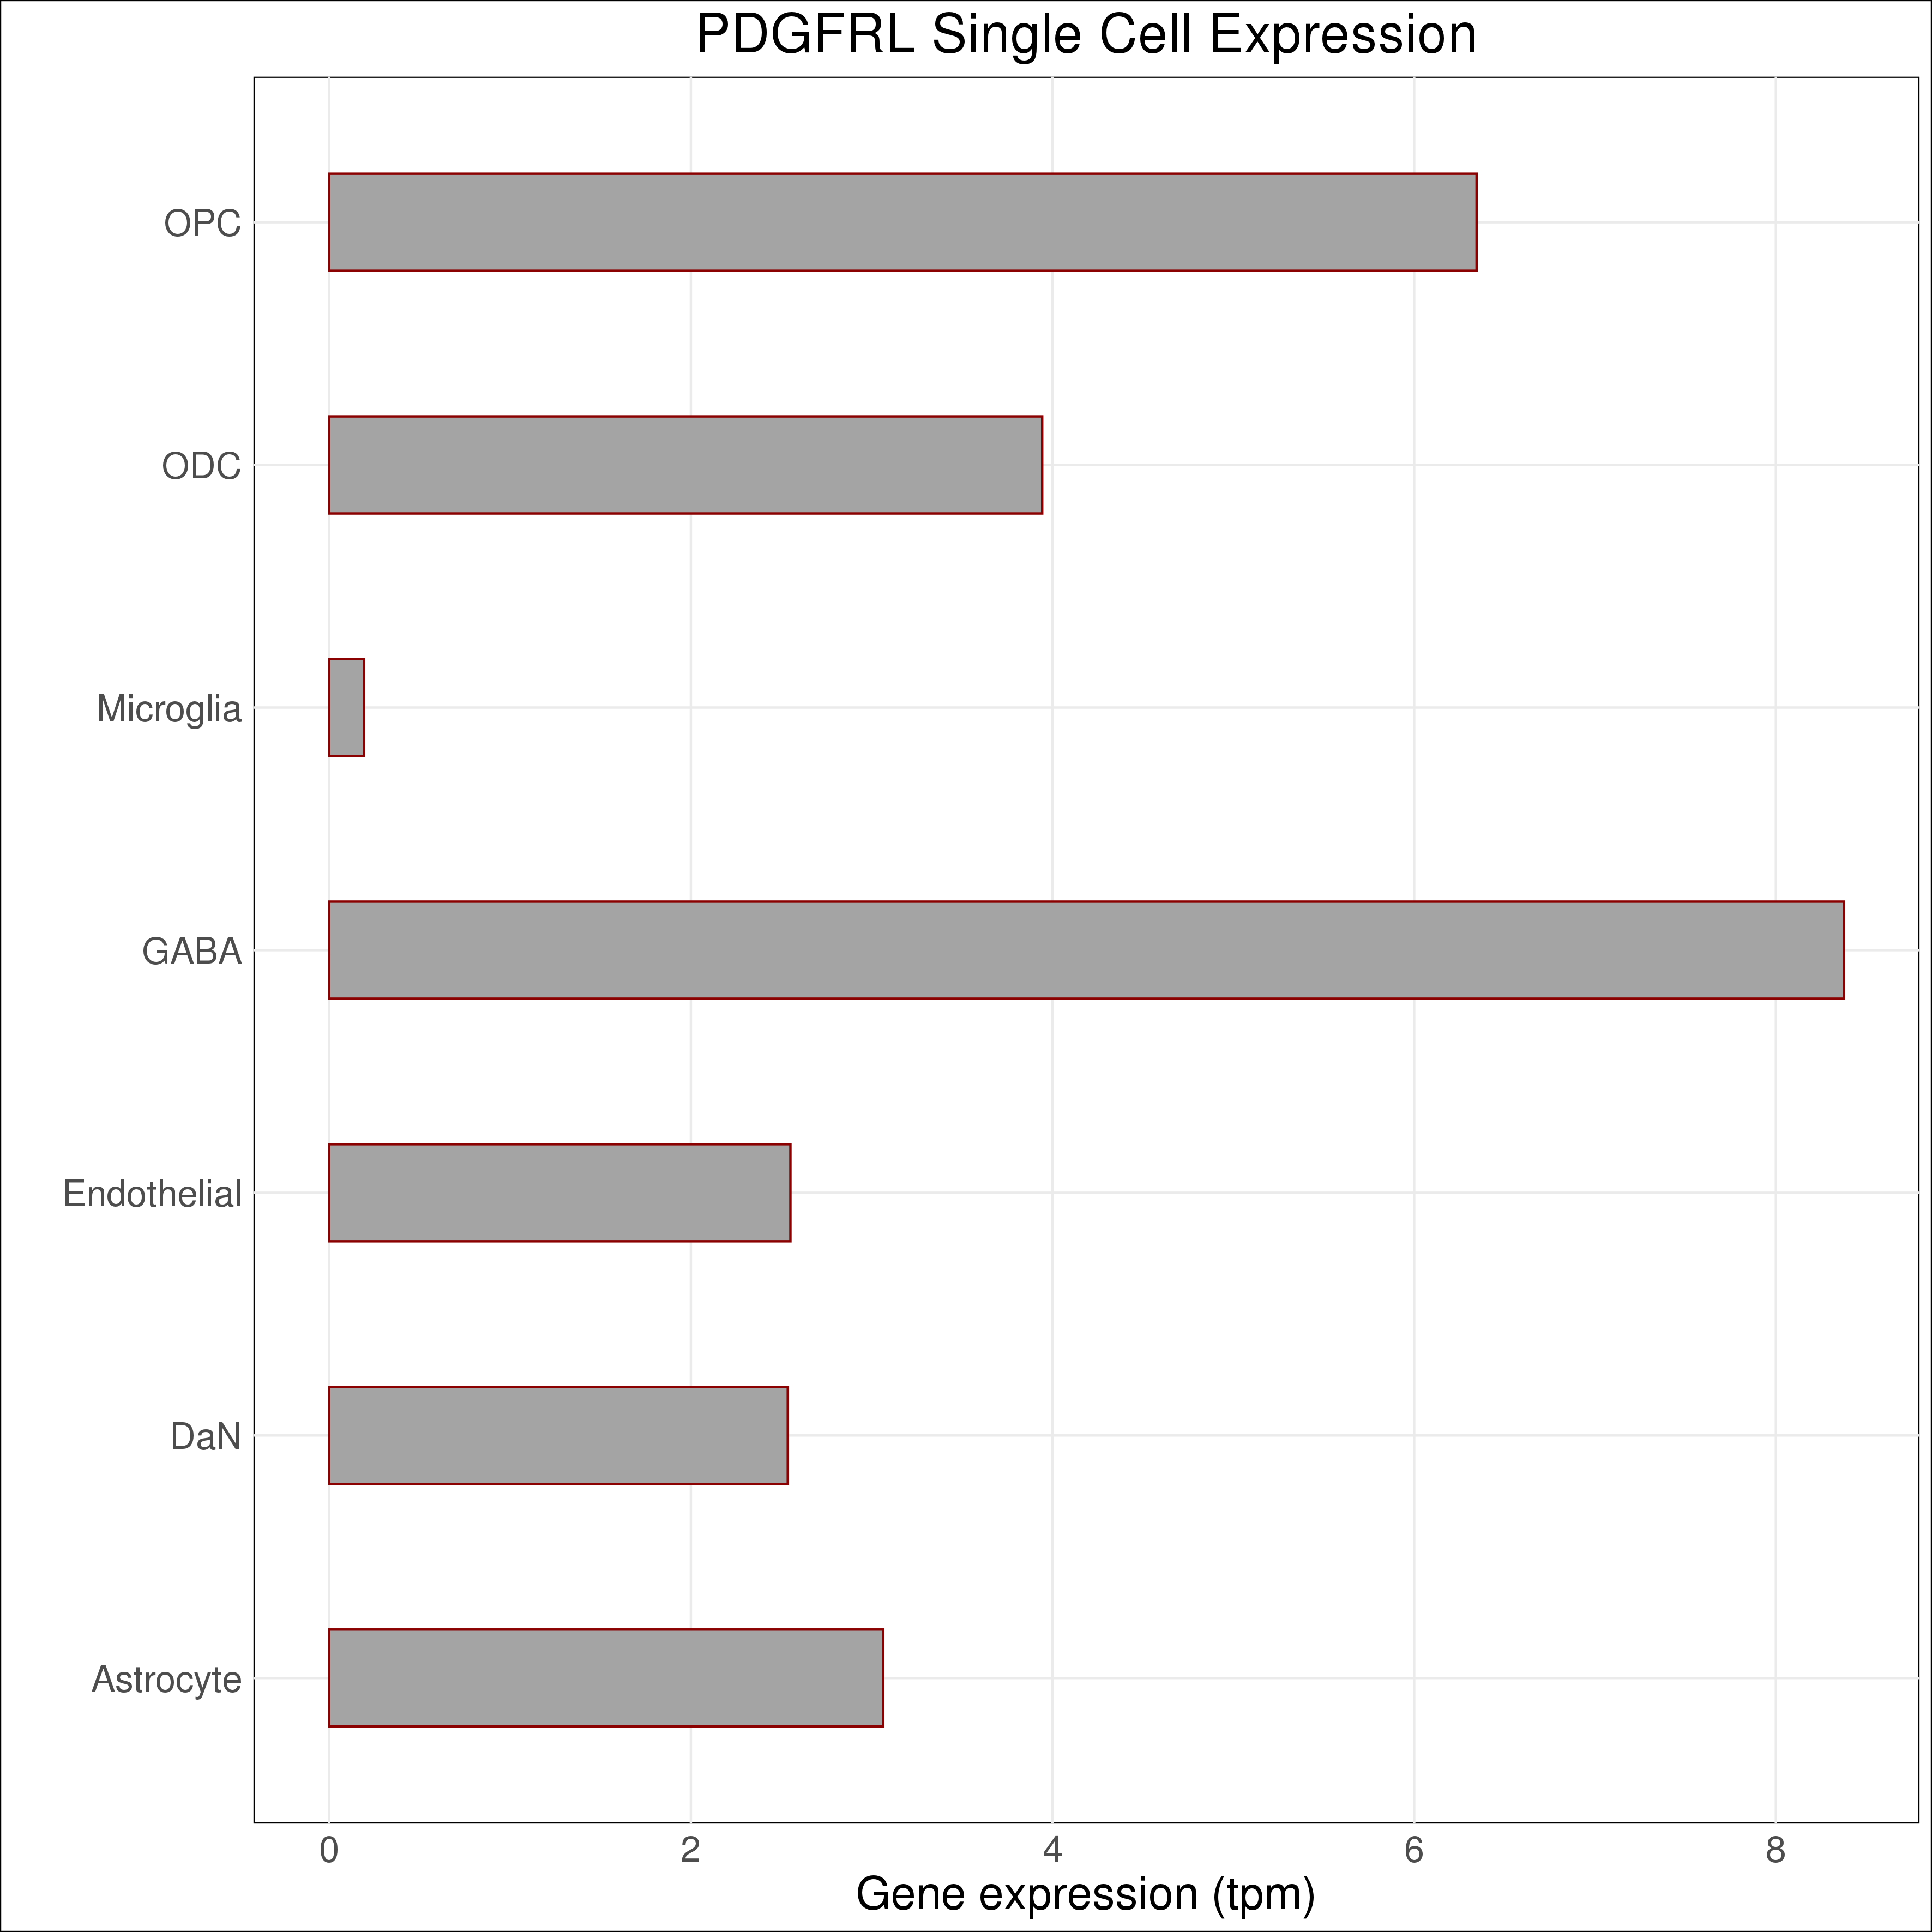 PDGFRL Single Cell Expression
OPC
ODC
Microglia
GABA
Endothelial
DaN
Astrocyte
0 2 4 6 8
Gene expression (tpm)